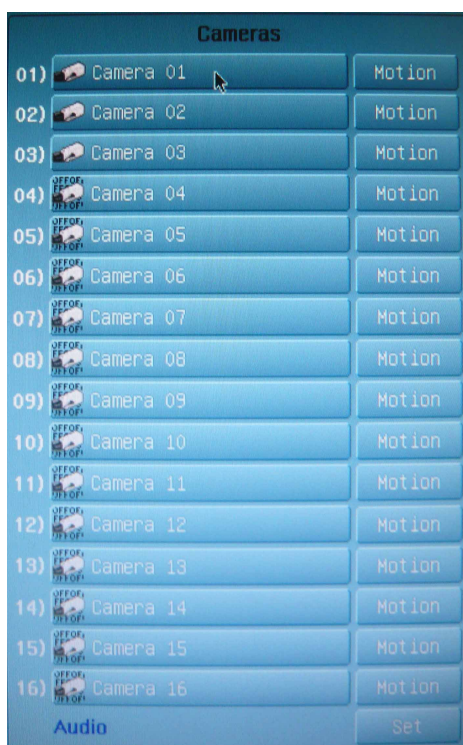 Cameras
01) Camera 01 Motion
02) Camera 02 Motion
03) Camera 03 Motion
04) Camera 04 Motion
05) Camera 05 Motion
06) Camera 06 Motion
07) Camera 07 Motion
08) Camera 08 Motion
09) Camera 09 Motion
10) Camera 10 Motion
11) Camera 11 Motion
12) Camera 12 Motion
13) Camera 13 Motion
14) Camera 14 Motion
15) Camera 15 Motion
16) Camera 16 Motion
Audio Set